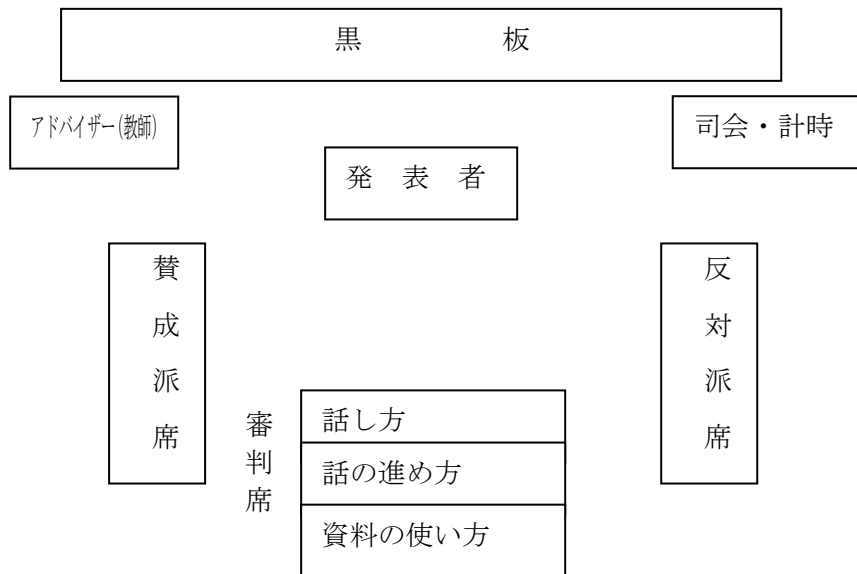 黒　板
アドバイザー(教師)
司会・計時
発　表　者
賛成派席
反対派席
審判席
話し方
話の進め方
資料の使い方